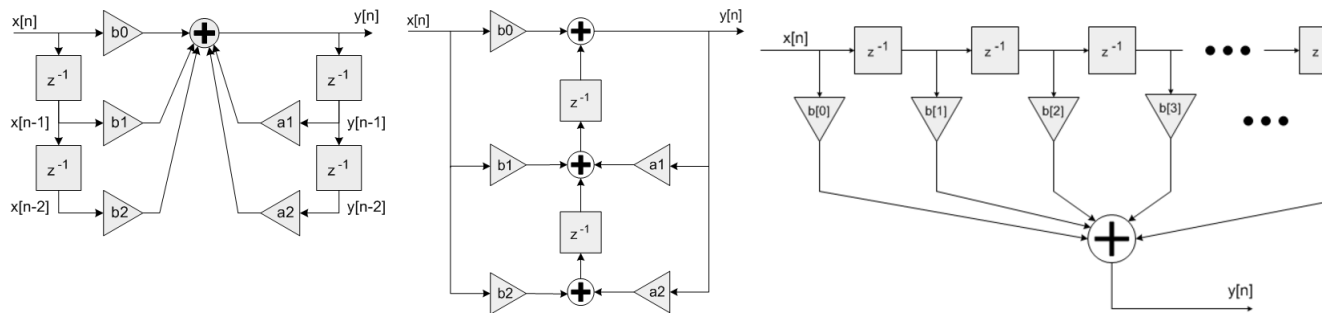 x[n] b0 y[n]
z⁻¹ z⁻¹
x[n-1] b1 a1 y[n-1]
z⁻¹ z⁻¹
x[n-2] b2 a2 y[n-2]
x[n] b0 y[n]
z⁻¹
b1 a1
z⁻¹
b2 a2
x[n] z⁻¹ z⁻¹ z⁻¹ z
b[0] b[1] b[2] b[3]
y[n]